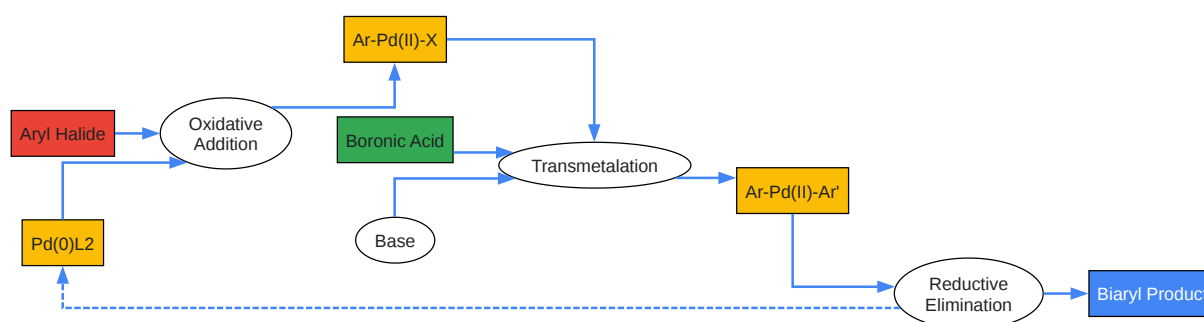 Ar-Pd(II)-X
Aryl Halide
Oxidative
Addition
Boronic Acid
Transmetalation
Ar-Pd(II)-Ar'
Pd(0)L2
Base
Reductive
Elimination
Biaryl Product